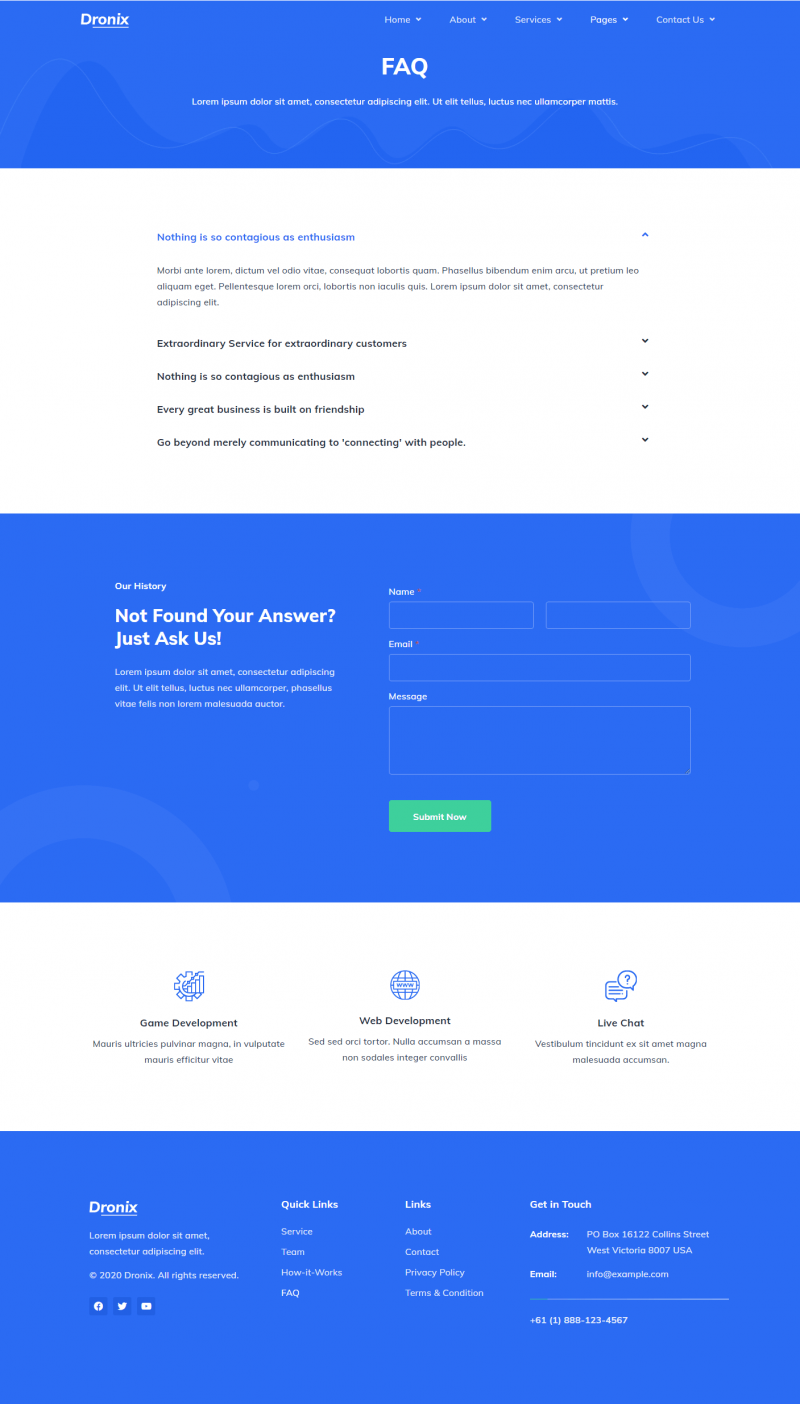 Dronix
Home
About
Services
Pages
Contact Us
FAQ
Lorem ipsum dolor sit amet, consectetur adipiscing elit. Ut elit tellus, luctus nec ullamcorper mattis.
Nothing is so contagious as enthusiasm
Morbi ante lorem, dictum vel odio vitae, consequat lobortis quam. Phasellus bibendum enim arcu, ut pretium leo
aliquam eget. Pellentesque lorem orci, lobortis non iaculis quis. Lorem ipsum dolor sit amet, consectetur
adipiscing elit.
Extraordinary Service for extraordinary customers
Nothing is so contagious as enthusiasm
Every great business is built on friendship
Go beyond merely communicating to 'connecting' with people.
Our History
Not Found Your Answer?
Just Ask Us!
Lorem ipsum dolor sit amet, consectetur adipiscing
elit. Ut elit tellus, luctus nec ullamcorper, phasellus
vitae felis non lorem malesuada auctor.
Name *
Email *
Message
Submit Now
Game Development
Mauris ultricies pulvinar magna, in vulputate
mauris efficitur vitae
WWW
Web Development
Sed sed orci tortor. Nulla accumsan a massa
non sodales integer convallis
?
Live Chat
Vestibulum tincidunt ex sit amet magna
malesuada accumsan.
Dronix
Lorem ipsum dolor sit amet,
consectetur adipiscing elit.
© 2020 Dronix. All rights reserved.
Quick Links
Service
Team
How-it-Works
FAQ
Links
About
Contact
Privacy Policy
Terms & Condition
Get in Touch
Address: PO Box 16122 Collins Street
West Victoria 8007 USA
Email: info@example.com
+61 (1) 888-123-4567